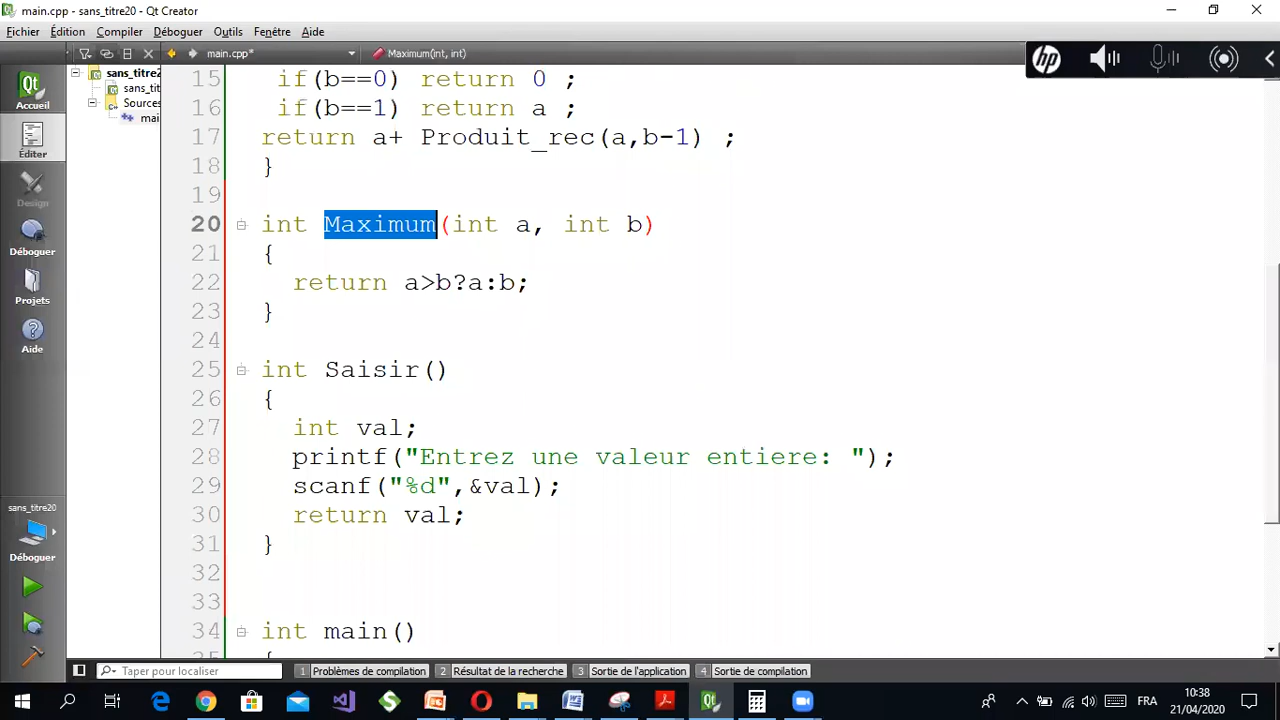 main.cpp - sans_titre20 - Qt Creator
Fichier Édition Compiler Déboguer Outils Fenêtre Aide
main.cpp* Maximum(int, int)
hp
Qt
Accueil
Éditer
Design
Déboguer
Projets
Aide
sans_titre20
Déboguer
sans_titre2
sans_tit
Sources
mai
15 if(b==0) return 0 ;
16 if(b==1) return a ;
17 return a+ Produit_rec(a,b-1) ;
18 }
19
20 int Maximum(int a, int b)
21 {
22 return a>b?a:b;
23 }
24
25 int Saisir()
26 {
27 int val;
28 printf("Entrez une valeur entiere: ");
29 scanf("%d",&val);
30 return val;
31 }
32
33
34 int main()
Taper pour localiser 1 Problèmes de compilation 2 Résultat de la recherche 3 Sortie de l'application 4 Sortie de compilation
FRA
10:38
21/04/2020